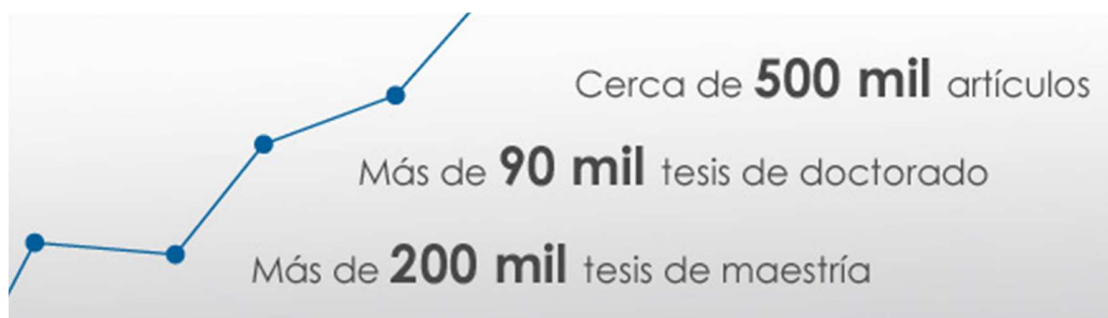 Cerca de 500 mil artículos
Más de 90 mil tesis de doctorado
Más de 200 mil tesis de maestría